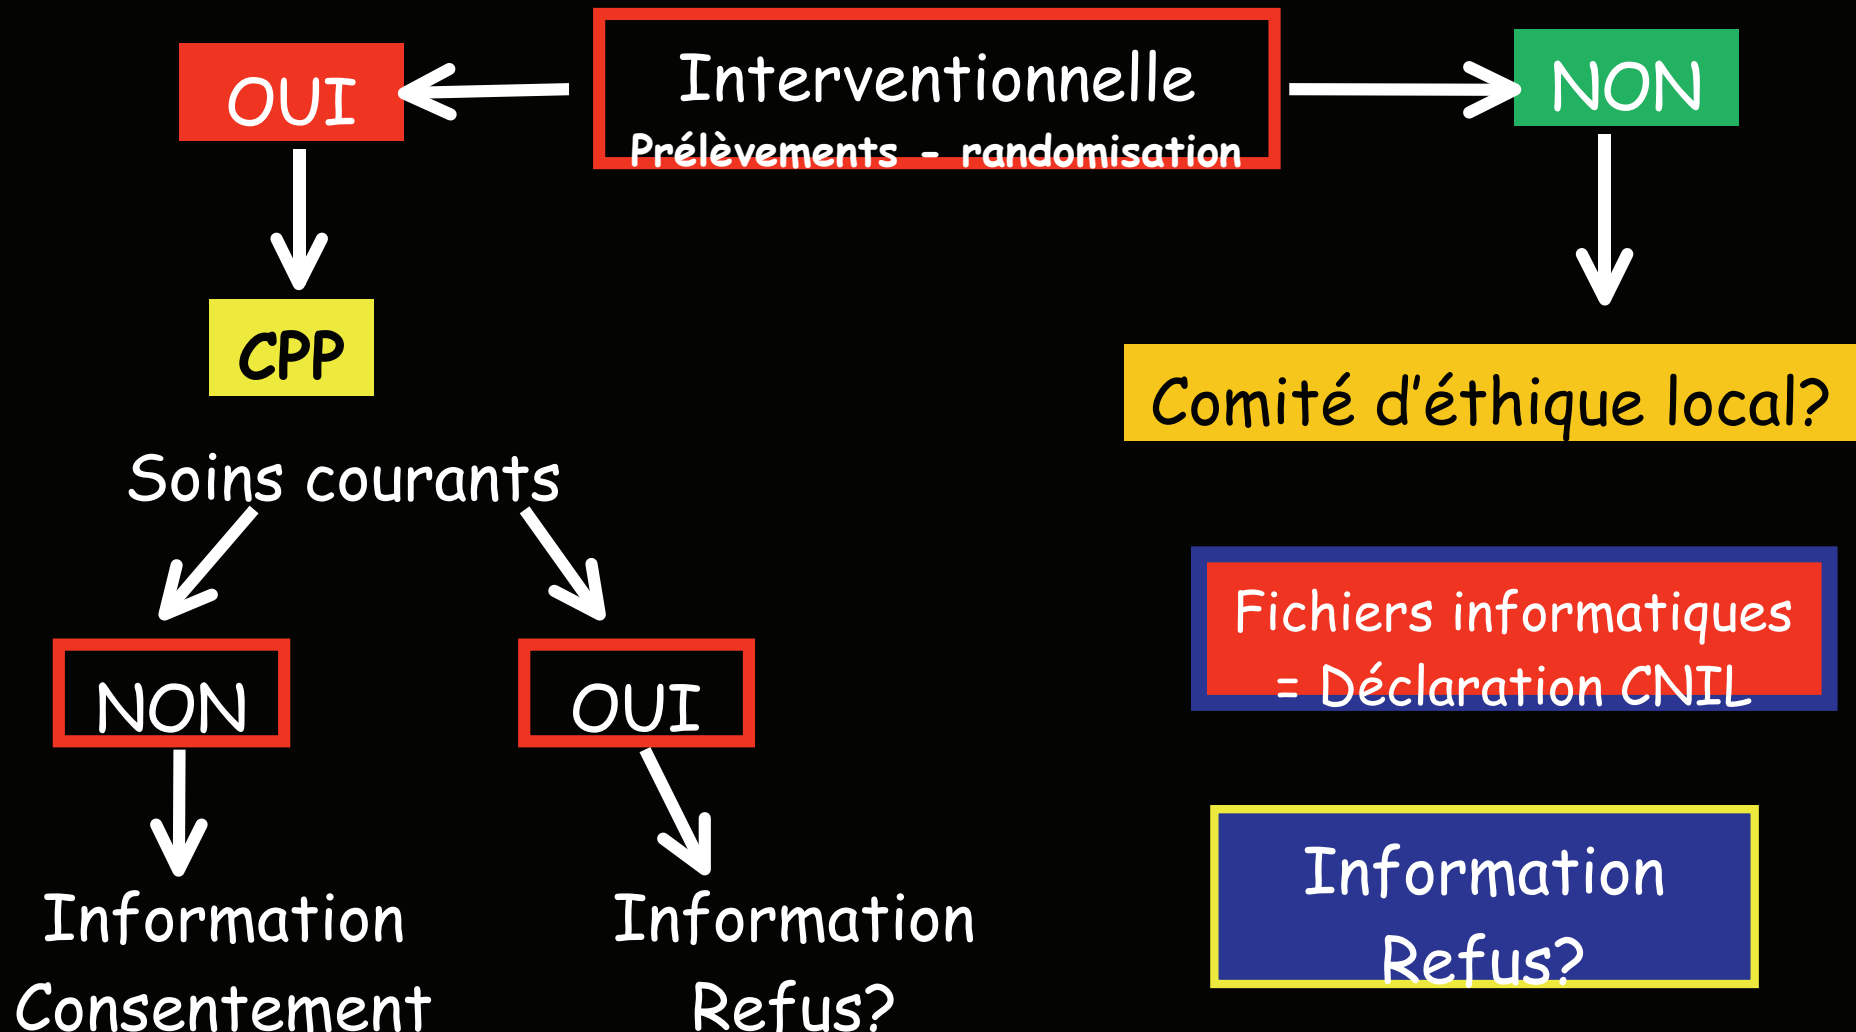 Interventionnelle
Prélèvements - randomisation
OUI
NON
CPP
Comité d’éthique local?
Soins courants
Fichiers informatiques
= Déclaration CNIL
NON
OUI
Information
Refus?
Information
Consentement
Information
Refus?